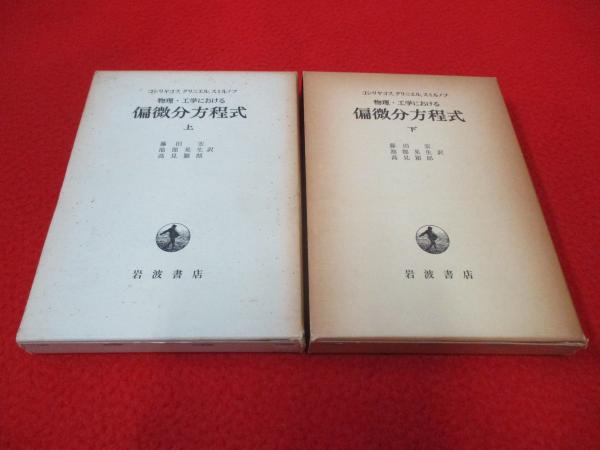 コシリヤコフ, グリニエル, スミルノフ
物理・工学における
偏微分方程式
上
藤田宏
池部晃生訳
高見穎郎
岩波書店
コシリヤコフ, グリニエル, スミルノフ
物理・工学における
偏微分方程式
下
藤田宏
池部晃生訳
高見穎郎
岩波書店